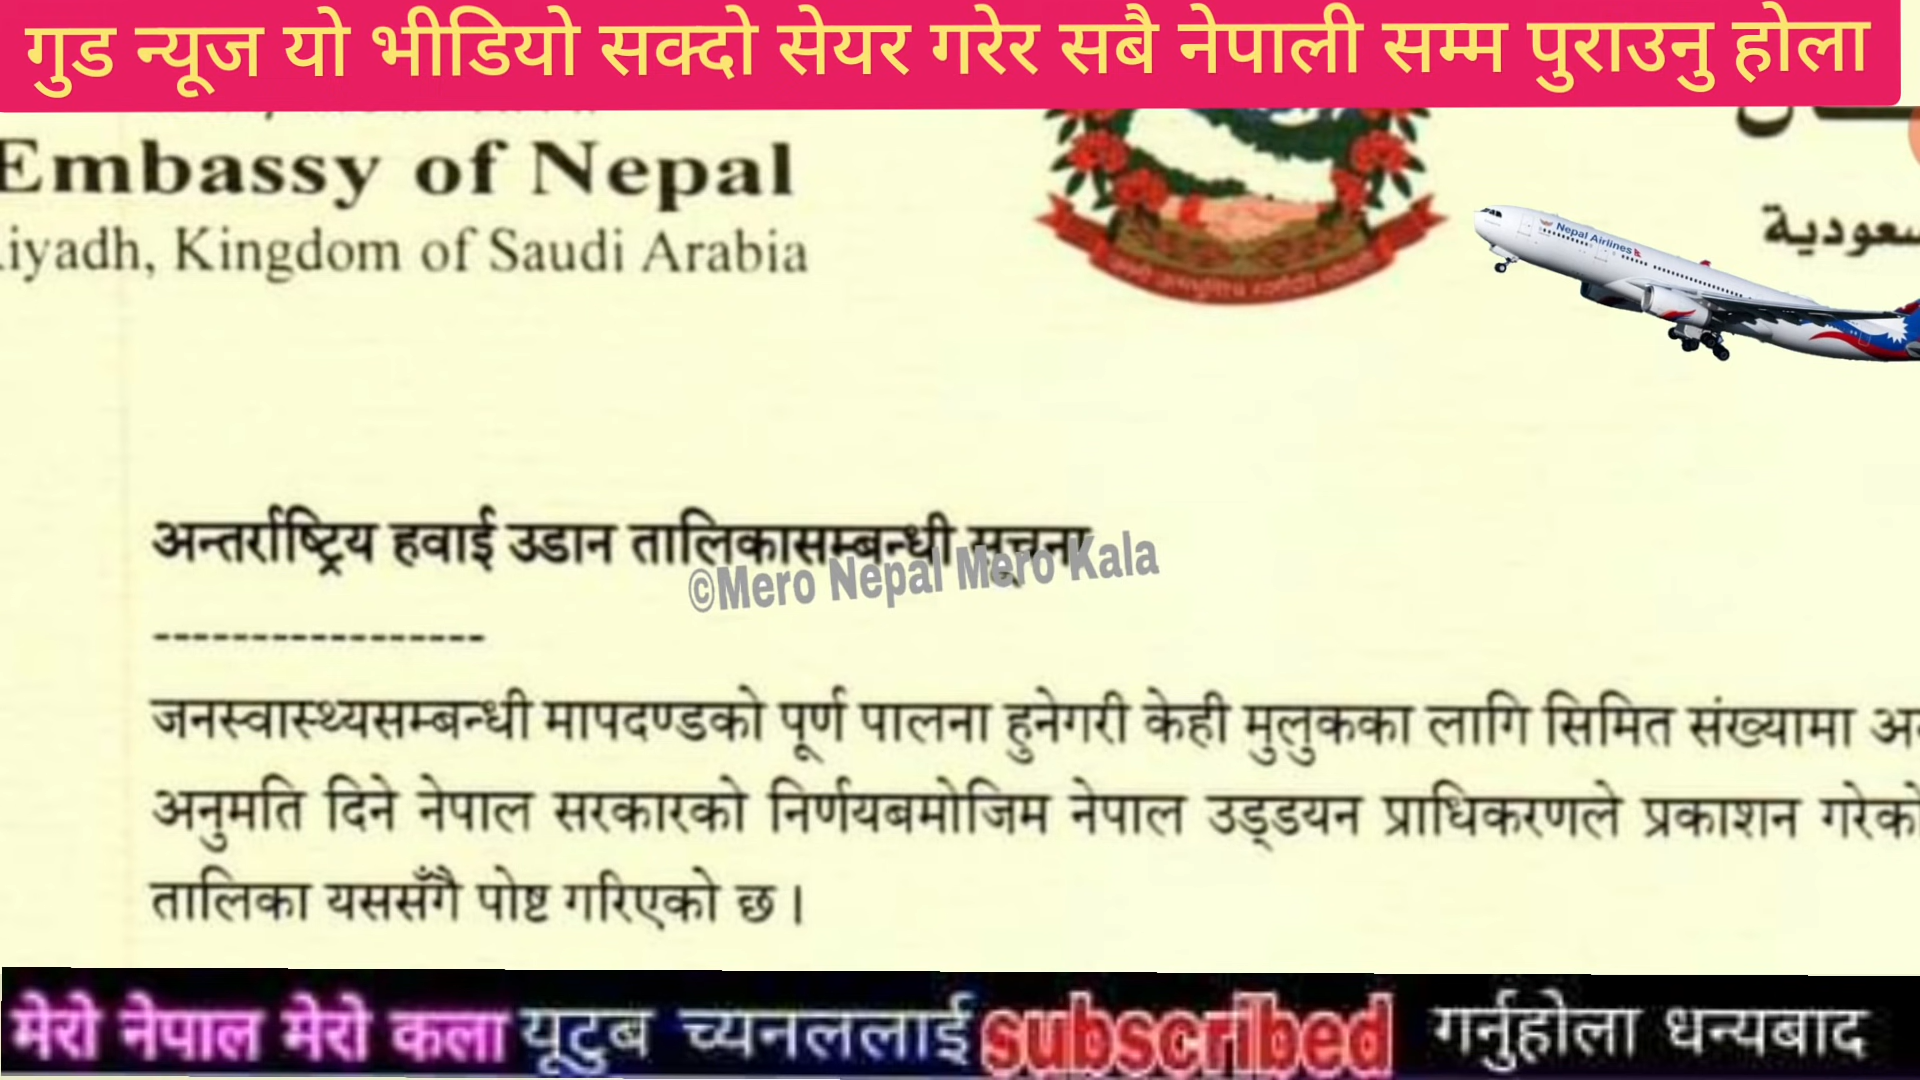 गुड न्यूज यो भीडियो सक्दो सेयर गरेर सबै नेपाली सम्म पुराउनु होला
Embassy of Nepal
iyadh, Kingdom of Saudi Arabia
Nepal Airlines
سعودية
अन्तर्राष्ट्रिय हवाई उडान तालिकासम्बन्धी सूचना
©Mero Nepal Mero Kala
-----------------
जनस्वास्थ्यसम्बन्धी मापदण्डको पूर्ण पालना हुनेगरी केही मुलुकका लागि सिमित संख्यामा
अनुमति दिने नेपाल सरकारको निर्णयबमोजिम नेपाल उड्डयन प्राधिकरणले प्रकाशन गरेको
तालिका यससँगै पोष्ट गरिएको छ।
मेरो नेपाल मेरो कला यूटुब च्यनललाई subscribed गर्नुहोला धन्यबाद